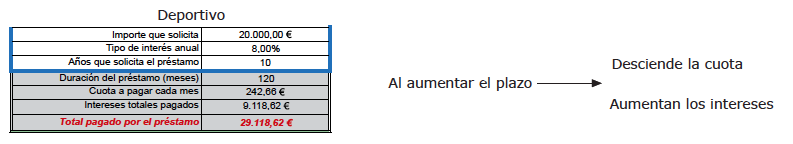 Deportivo
Importe que solicita 20.000,00 €
Tipo de interés anual 8,00%
Años que solicita el préstamo 10
Duración del préstamo (meses) 120
Cuota a pagar cada mes 242,66 €
Intereses totales pagados 9.118,62 €
Total pagado por el préstamo 29.118,62 €
Al aumentar el plazo
Desciende la cuota
Aumentan los intereses